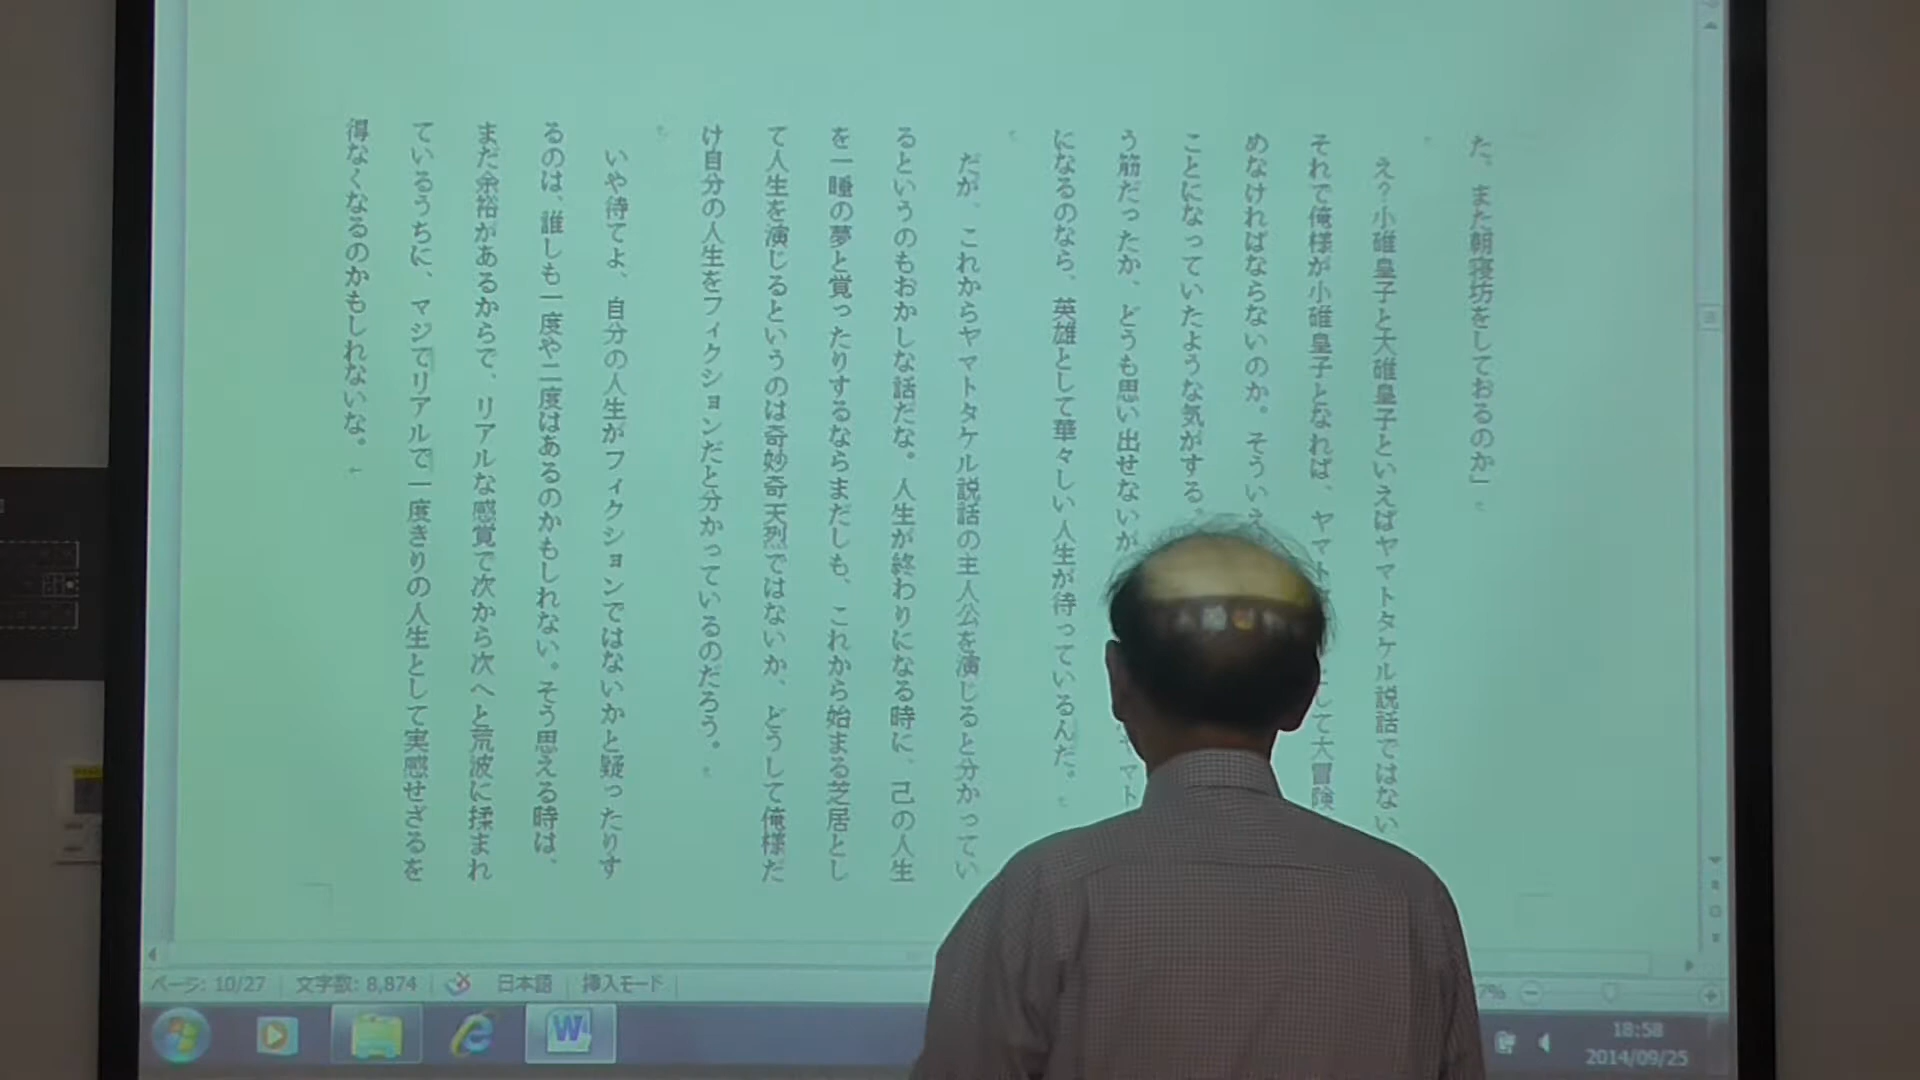 た。また朝寝坊をしておるのか」
え？小碓皇子と大碓皇子といえばヤマトタケル説話ではない
それで俺様が小碓皇子となれば、ヤマト して大冒険
めなければならないのか。そういえ
ことになっていたような気がする。
う筋だったか、どうも思い出せないが マト
になるのなら、英雄として華々しい人生が待っているんだ。
だが、これからヤマトタケル説話の主人公を演じると分かってい
るというのもおかしな話だな。人生が終わりになる時に、己の人生
を一睡の夢と覚ったりするならまだしも、これから始まる芝居とし
て人生を演じるというのは奇妙奇天烈ではないか、どうして俺様だ
け自分の人生をフィクションだと分かっているのだろう。
いや待てよ、自分の人生がフィクションではないかと疑ったりす
るのは、誰しも一度や二度はあるのかもしれない。そう思える時は、
まだ余裕があるからで、リアルな感覚で次から次へと荒波に揉まれ
ているうちに、マジでリアルで一度きりの人生として実感せざるを
得なくなるのかもしれないな。
ページ: 10/27 文字数: 8,874 日本語 挿入モード
18:58
2014/09/25